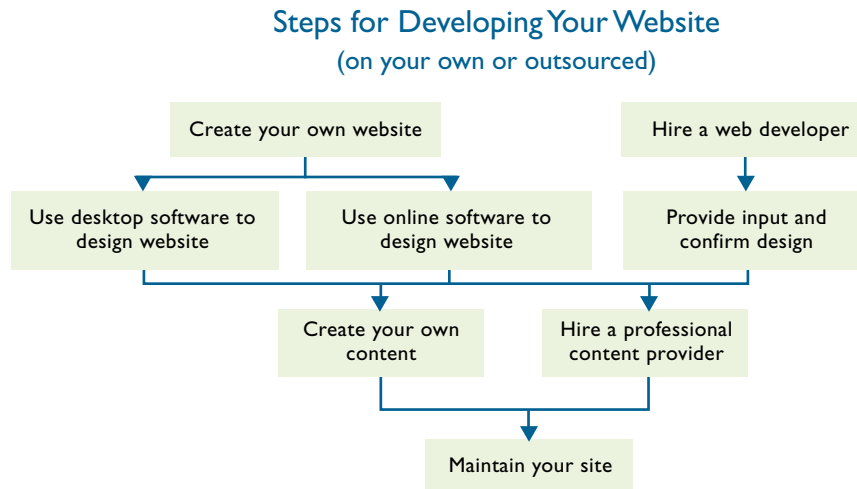 Steps for Developing Your Website
(on your own or outsourced)
Create your own website
Hire a web developer
Use desktop software to
design website
Use online software to
design website
Provide input and
confirm design
Create your own
content
Hire a professional
content provider
Maintain your site